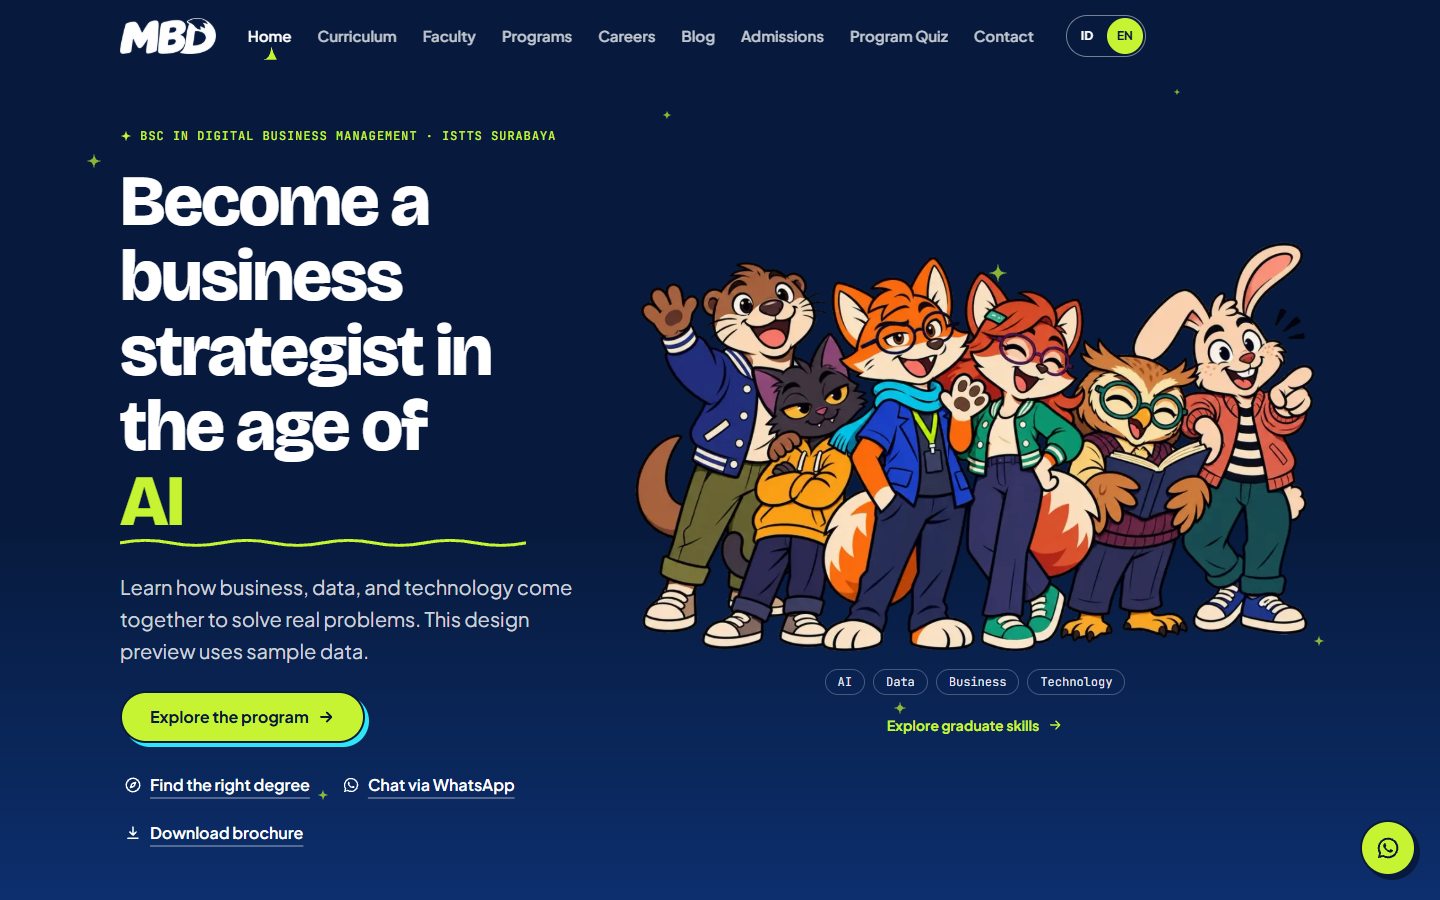 MBD
Home Curriculum Faculty Programs Careers Blog Admissions Program Quiz Contact ID EN
BSC IN DIGITAL BUSINESS MANAGEMENT · ISTTS SURABAYA
Become a
business
strategist in
the age of
AI
Learn how business, data, and technology come
together to solve real problems. This design
preview uses sample data.
Explore the program
Find the right degree Chat via WhatsApp
Download brochure
AI Data Business Technology
Explore graduate skills